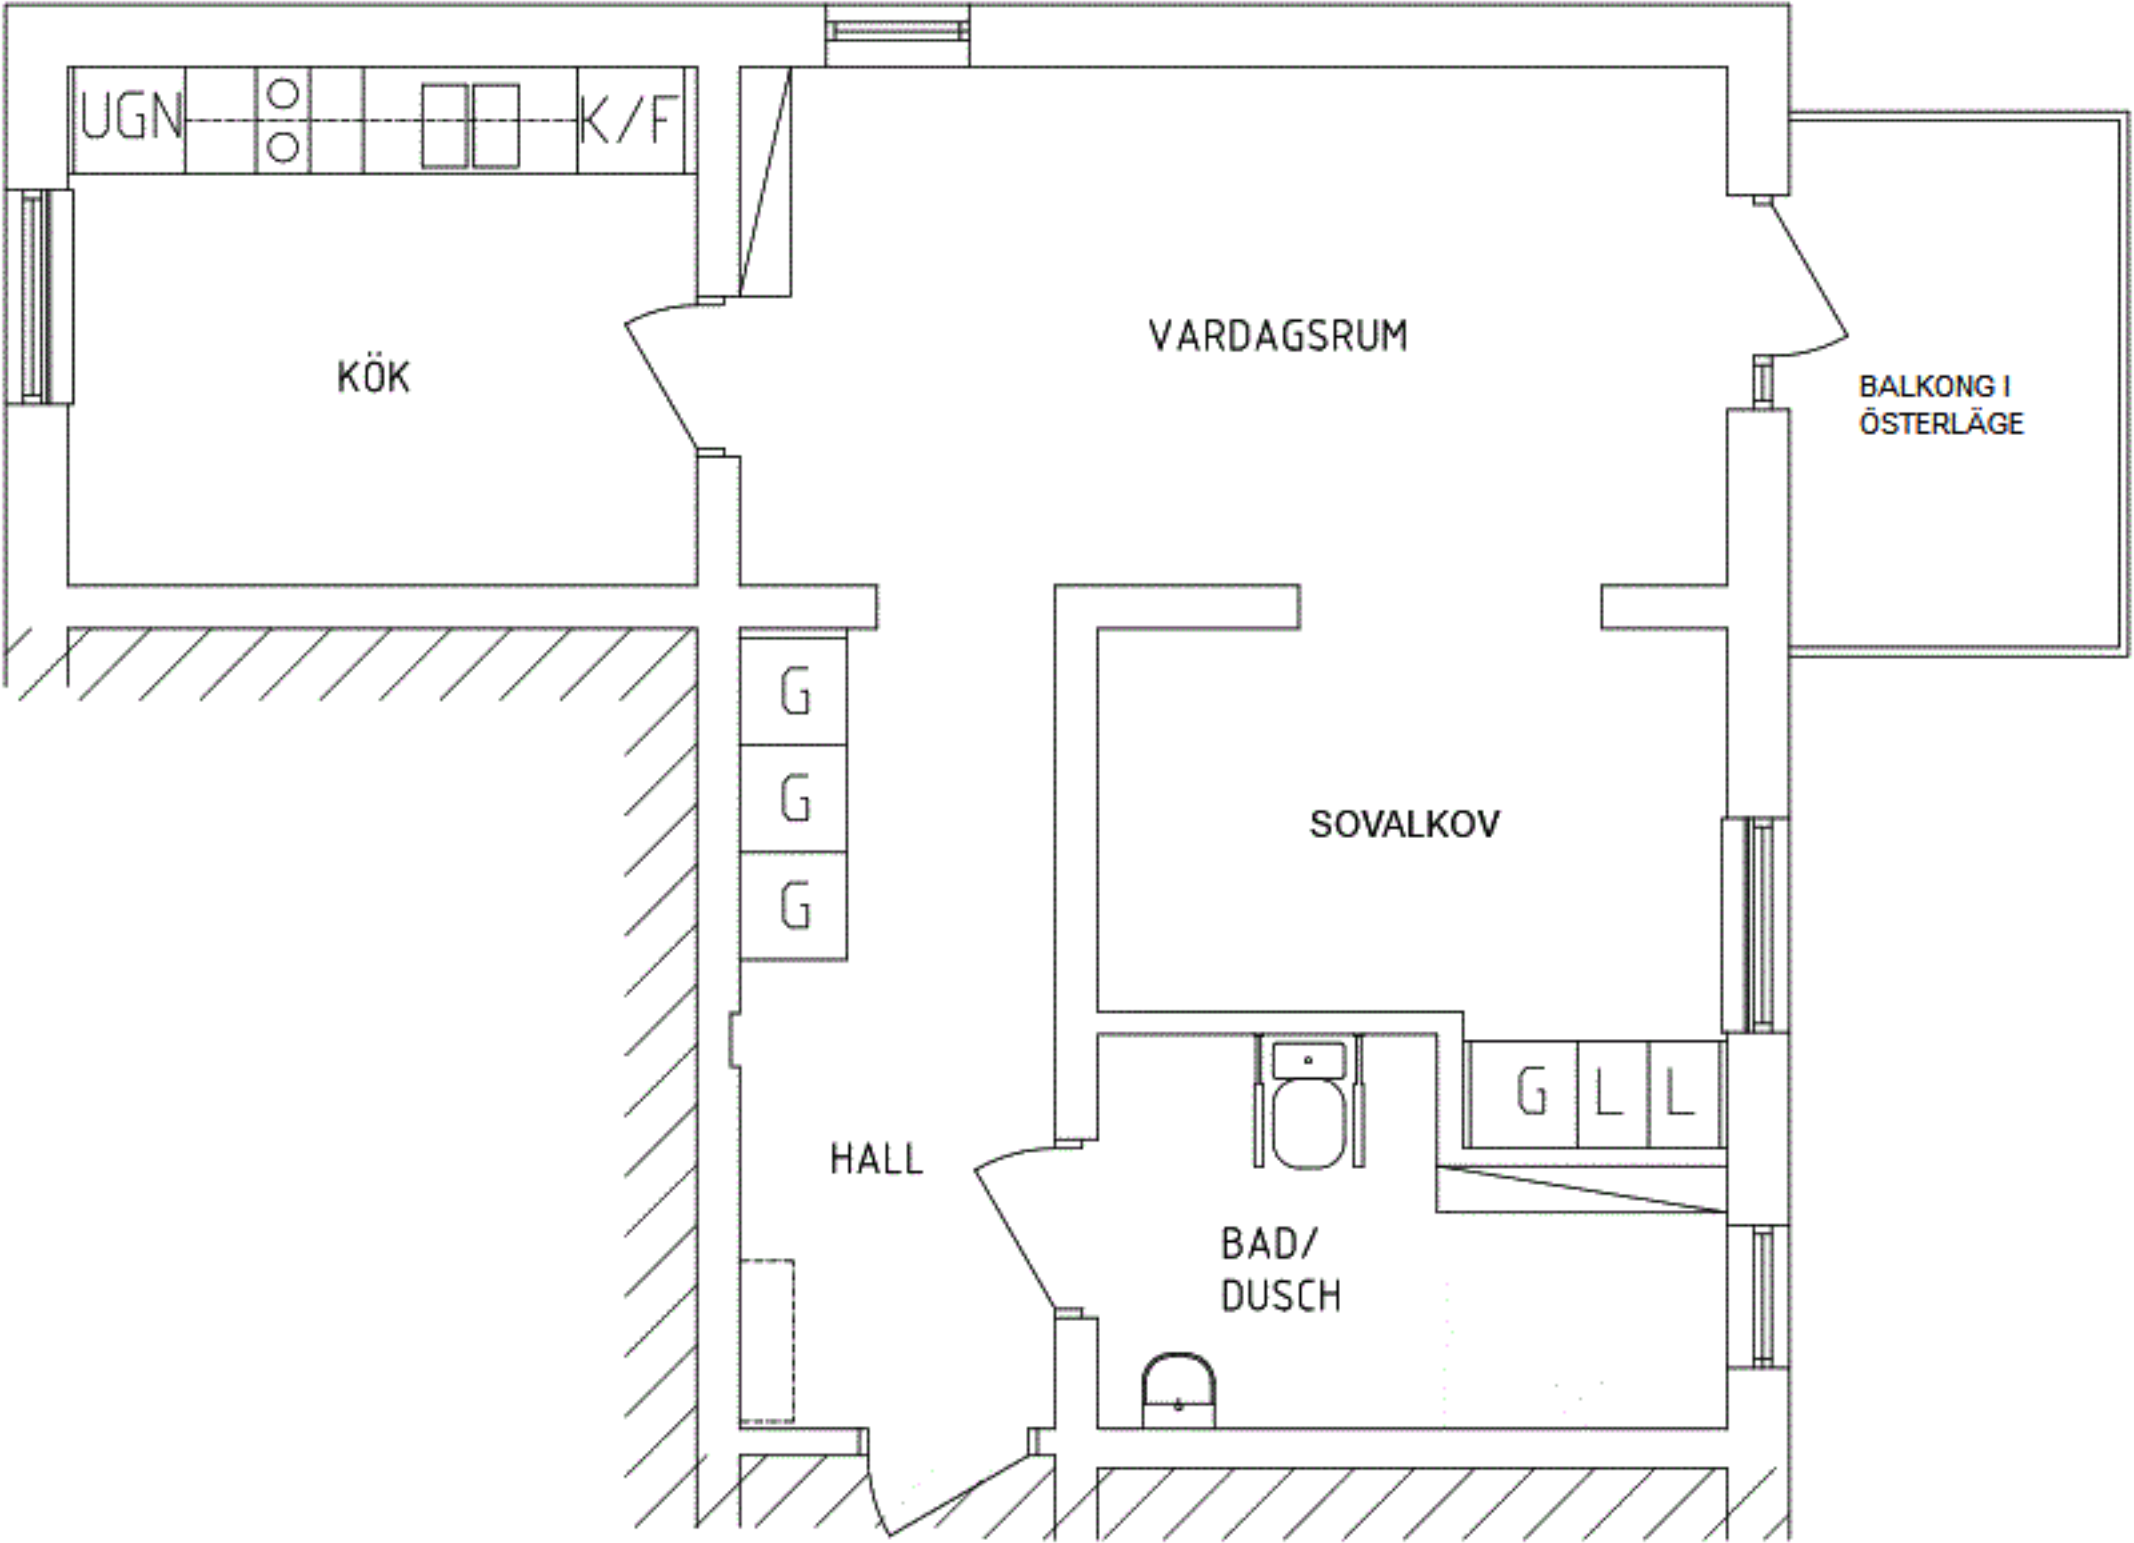 UGN
K/F
KÖK
VARDAGSRUM
BALKONG I
ÖSTERLÄGE
G
G
G
SOVALKOV
G L L
HALL
BAD/
DUSCH